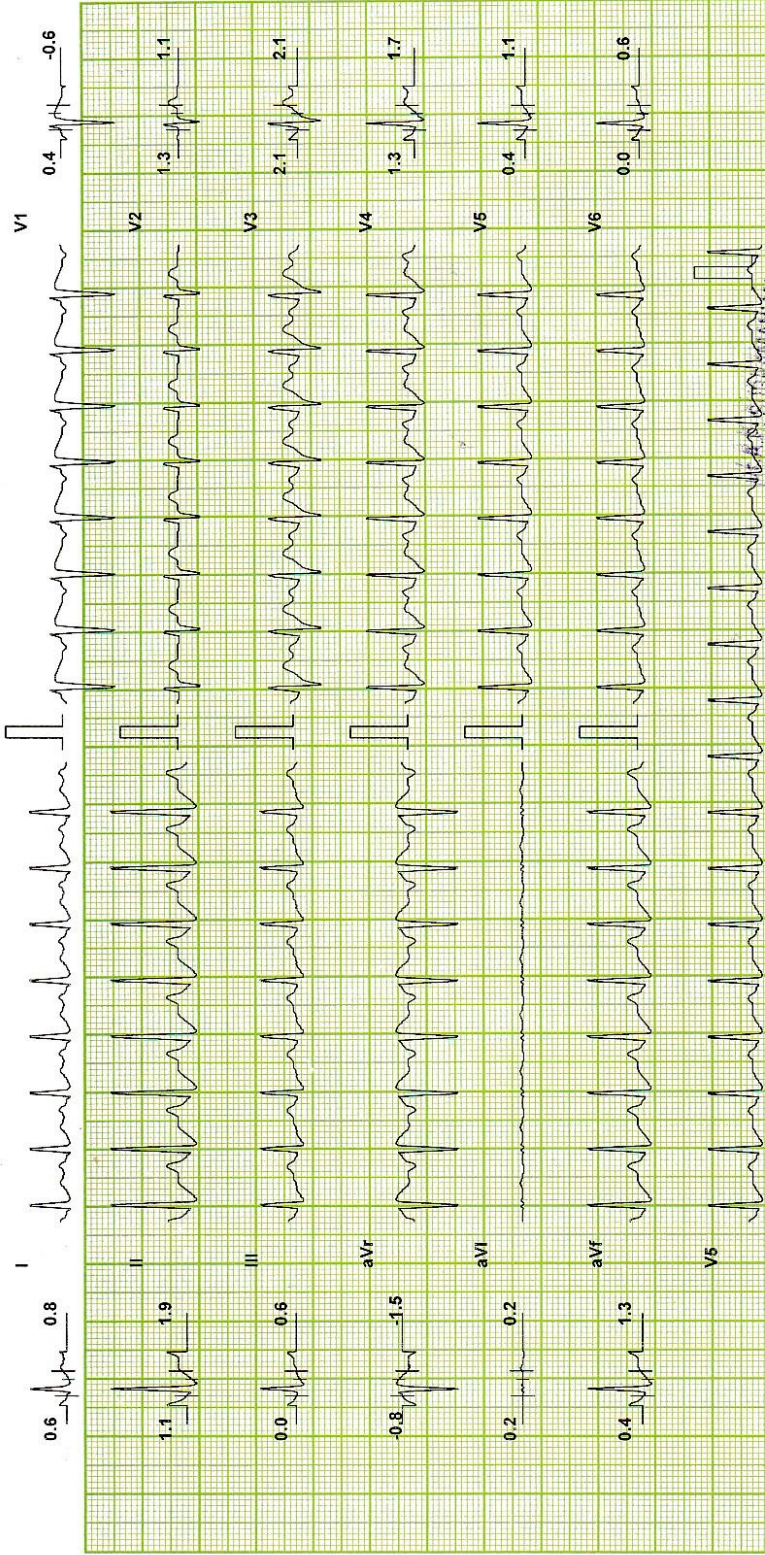 I V1
0.6 0.8 0.4 -0.6
II V2
1.1 1.9 1.3 1.1
III V3
0.0 0.6 2.1 2.1
aVr V4
-0.8 -1.5 1.3 1.7
aVl V5
0.2 0.2 0.4 1.1
aVf V6
0.4 1.3 0.0 0.6
V5